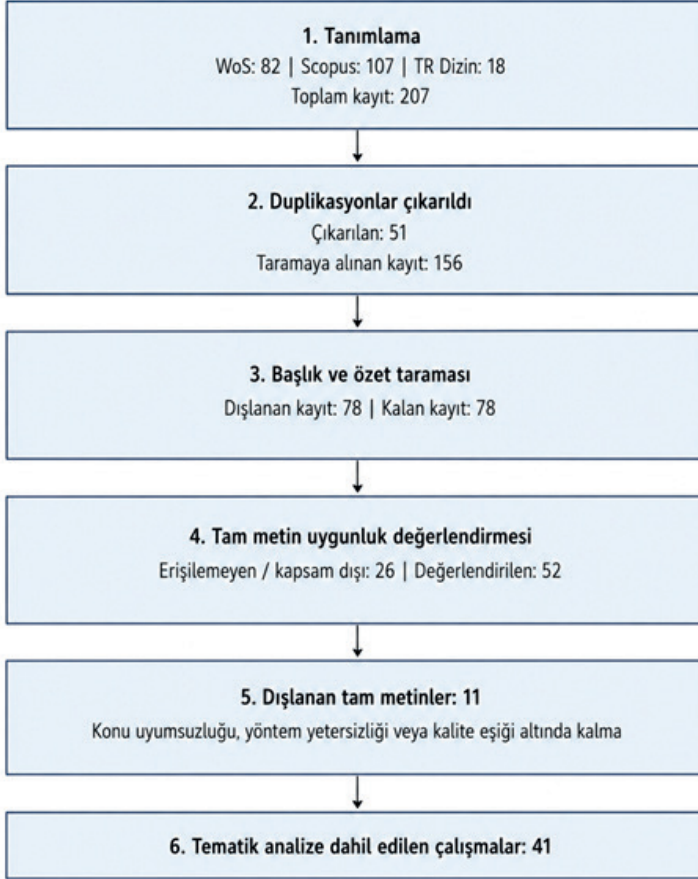 1. Tanımlama
WoS: 82 | Scopus: 107 | TR Dizin: 18
Toplam kayıt: 207
2. Duplikasyonlar çıkarıldı
Çıkarılan: 51
Taramaya alınan kayıt: 156
3. Başlık ve özet taraması
Dışlanan kayıt: 78 | Kalan kayıt: 78
4. Tam metin uygunluk değerlendirmesi
Erişilemeyen / kapsam dışı: 26 | Değerlendirilen: 52
5. Dışlanan tam metinler: 11
Konu uyumsuzluğu, yöntem yetersizliği veya kalite eşiği altında kalma
6. Tematik analize dahil edilen çalışmalar: 41